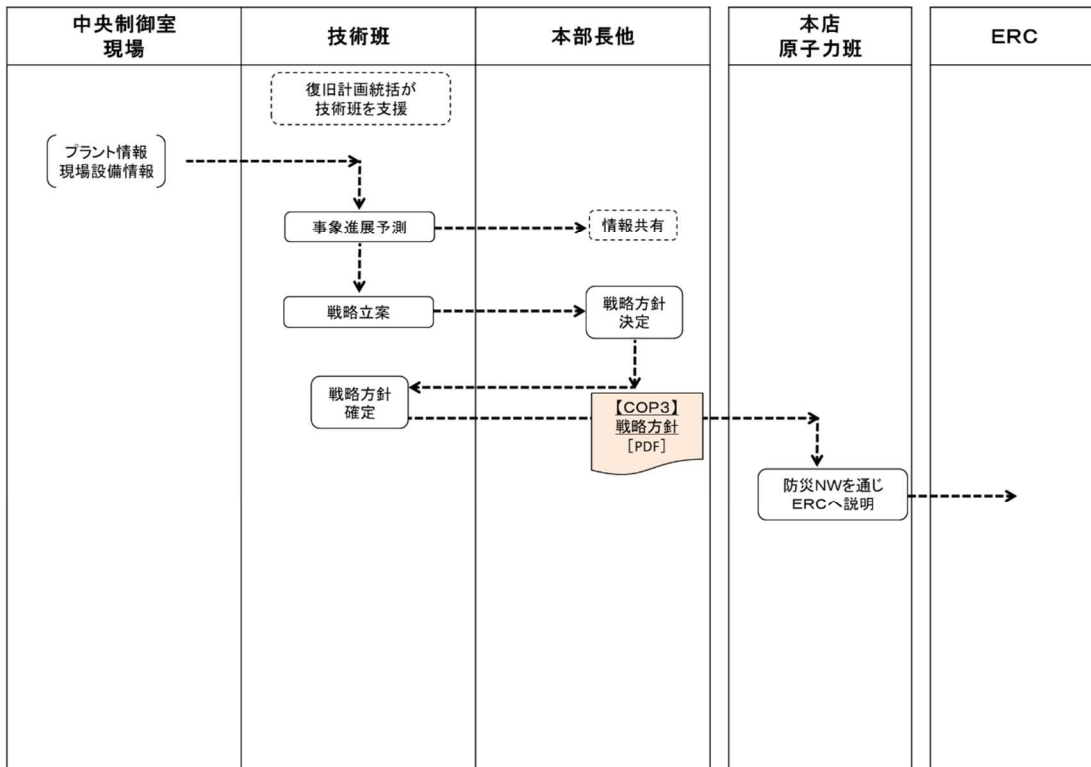 中央制御室
現場
技術班
本部長他
本店
原子力班
ERC
復旧計画統括が
技術班を支援
プラント情報
現場設備情報
事象進展予測
情報共有
戦略立案
戦略方針
決定
戦略方針
確定
【COP3】
戦略方針
[PDF]
防災NWを通じ
ERCへ説明